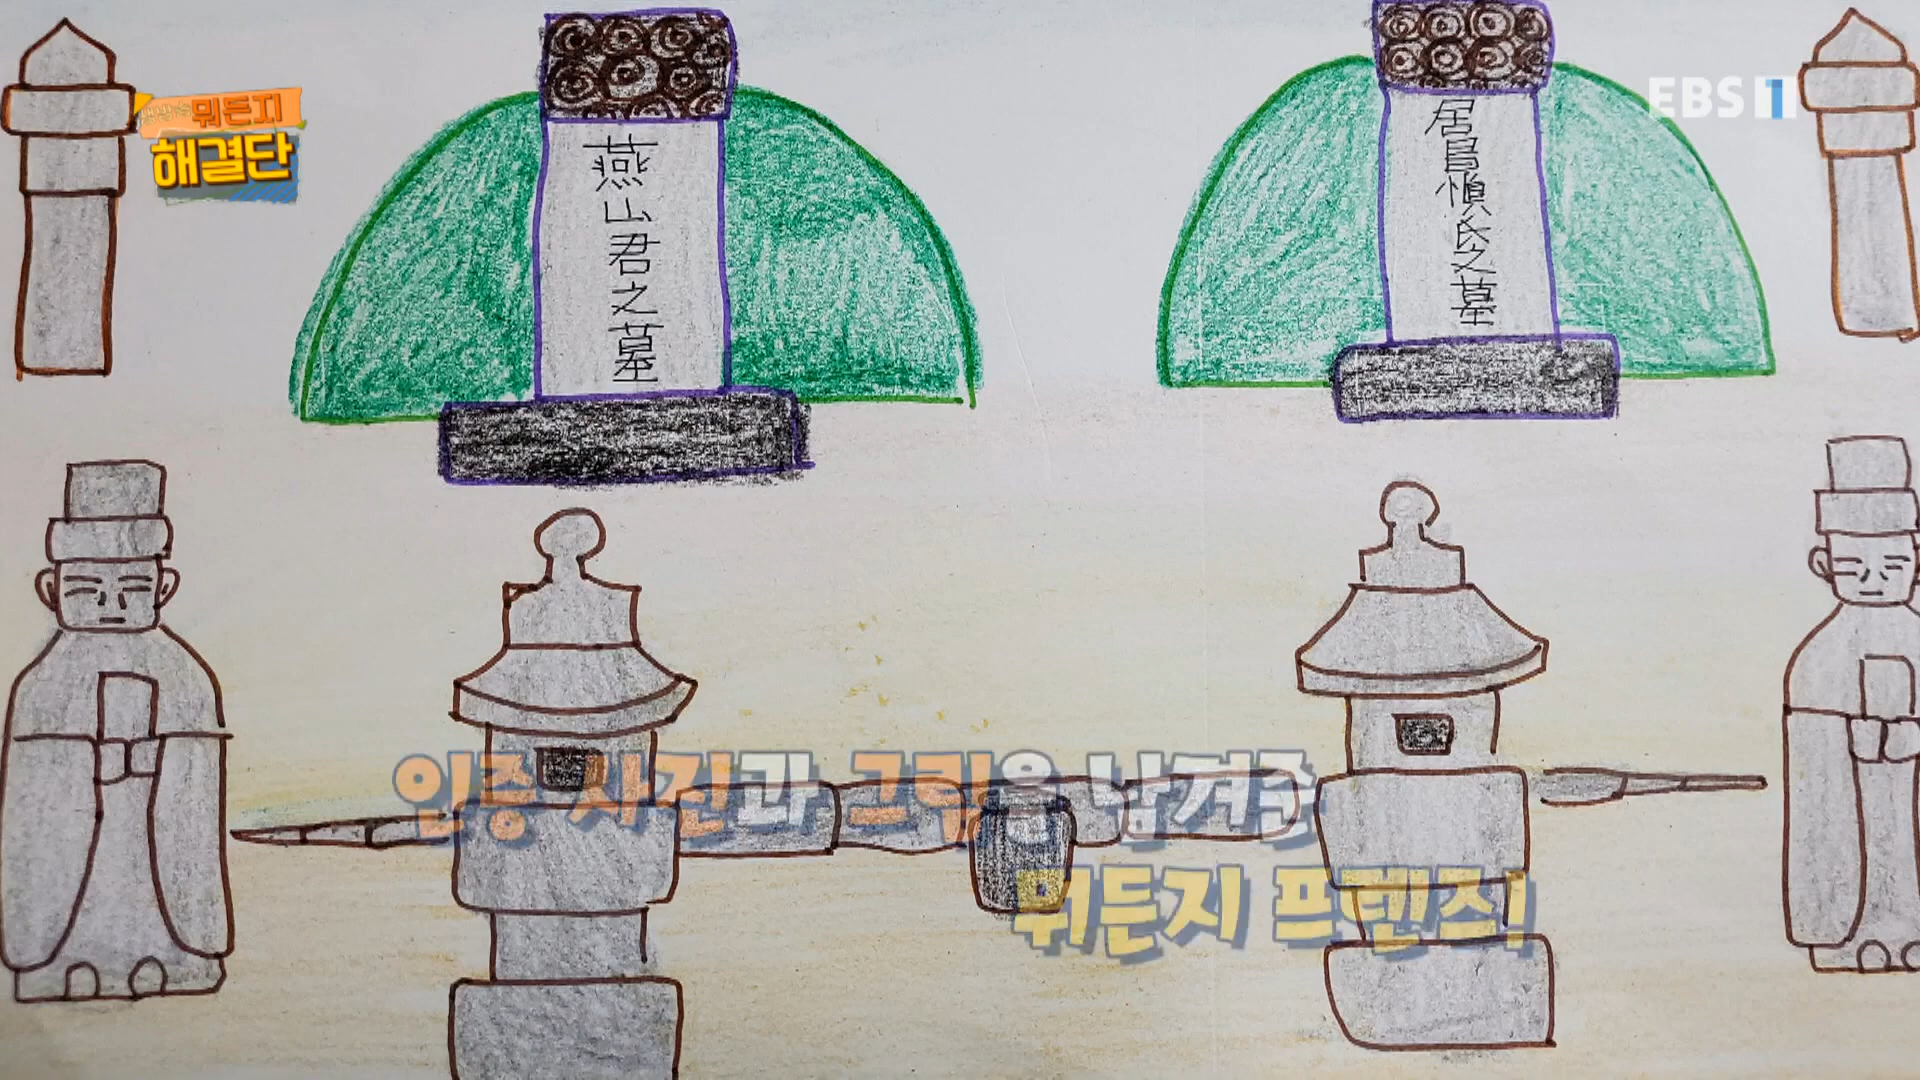 뭐든지
해결단
EBS 1
燕山君之墓
居昌愼氏之墓
인증 사진과 그림을 남겨준
뭐든지 프렌즈!